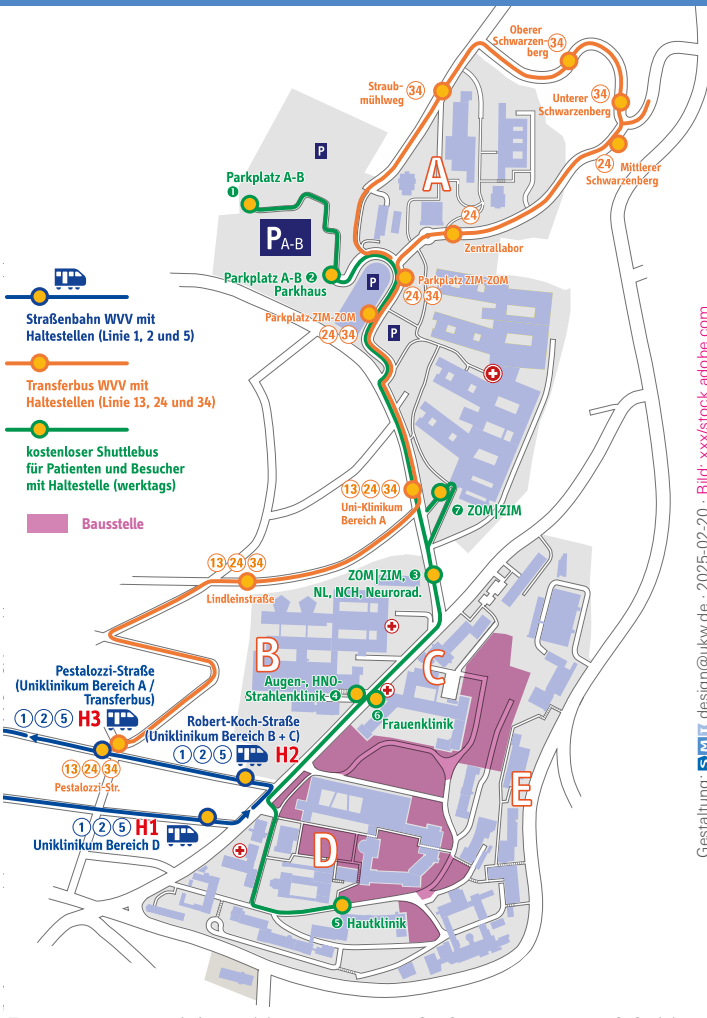 Oberer
Schwarzen-
berg
34
Straub-
mühlweg
34
Unterer
Schwarzenberg
34
24
Mittlerer
Schwarzenberg
P
A
Parkplatz A-B
1
24
Zentrallabor
P A-B
Parkplatz A-B 2
Parkhaus
P
Parkplatz ZIM-ZOM
24 34
Parkplatz ZIM-ZOM
24 34
P
Straßenbahn WVV mit
Haltestellen (Linie 1, 2 und 5)
Transferbus WVV mit
Haltestellen (Linie 13, 24 und 34)
kostenloser Shuttlebus
für Patienten und Besucher
mit Haltestelle (werktags)
Baustelle
13 24 34
Uni-Klinikum
Bereich A
7 ZOM|ZIM
13 24 34
Lindleinstraße
ZOM|ZIM, 3
NL, NCH, Neurorad.
B
C
Augen-, HNO-
Strahlenklinik 4
6
Frauenklinik
Pestalozzi-Straße
(Uniklinikum Bereich A /
Transferbus)
1 2 5 H3
Robert-Koch-Straße
(Uniklinikum Bereich B + C)
1 2 5 H2
13 24 34
Pestalozzi-Str.
1 2 5 H1
Uniklinikum Bereich D
E
D
5 Hautklinik
Gestaltung: SMI design@ukw.de · 2025-02-20 · Bild: xxx/stock.adobe.com